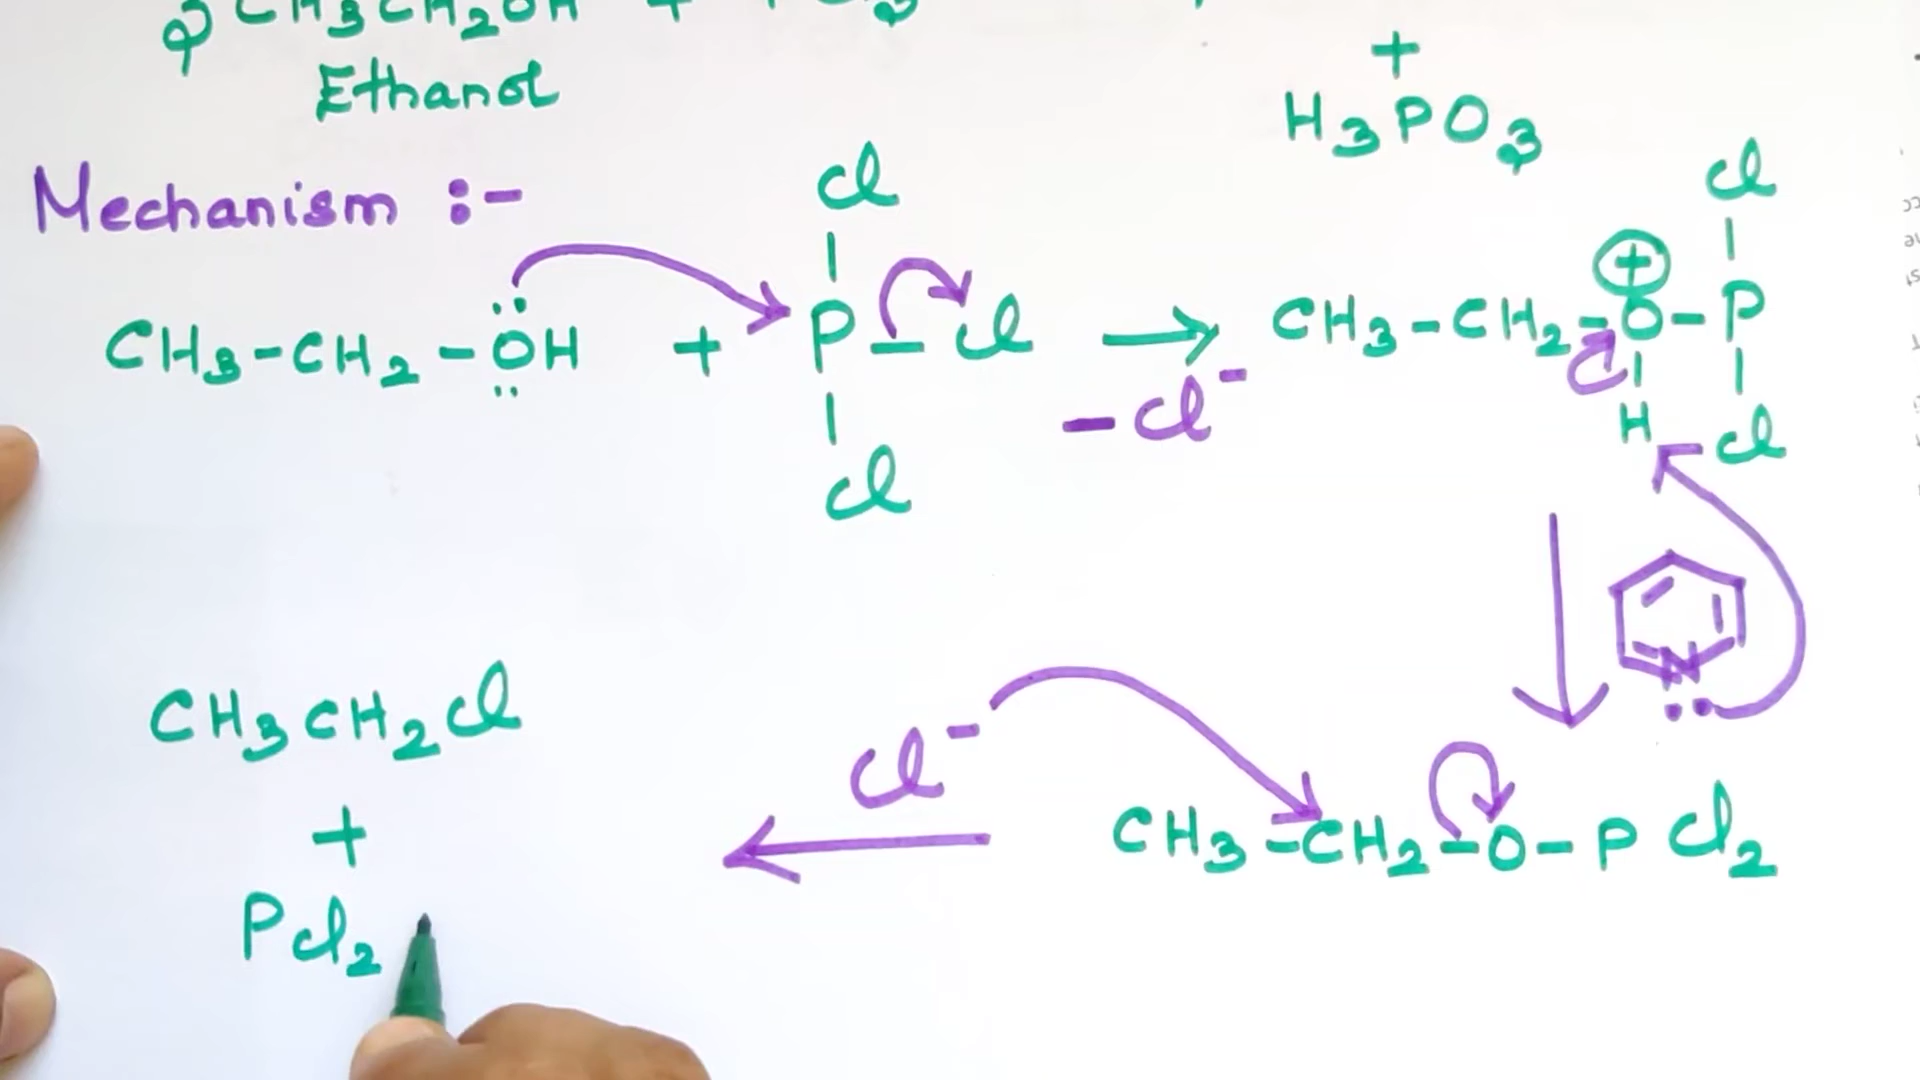 CH3CH2OH +
Ethanol
+
H3PO3
Mechanism :-
Cl Cl
CH3-CH2-OH + P-Cl → CH3-CH2-O-P
-Cl⁻
H Cl
Cl
N
CH3CH2Cl
Cl⁻
+
CH3-CH2-O-PCl2
PCl2